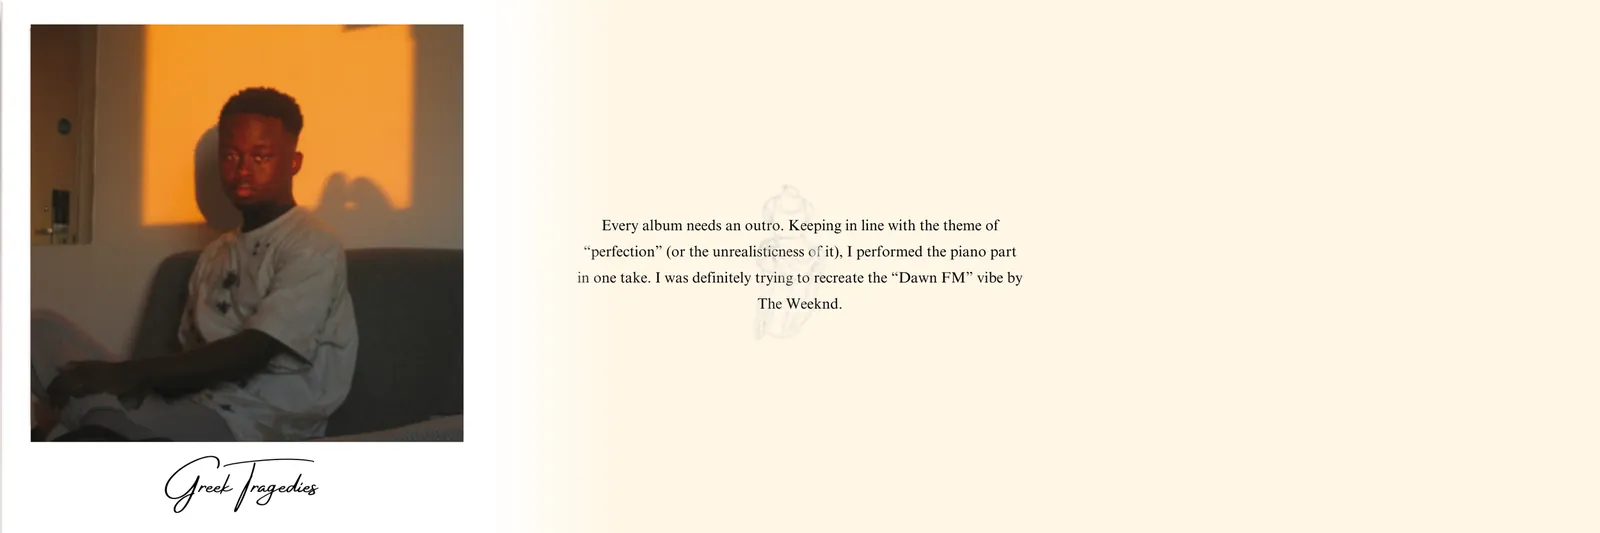 Greek Tragedies
Every album needs an outro. Keeping in line with the theme of
“perfection” (or the unrealisticness of it), I performed the piano part
in one take. I was definitely trying to recreate the “Dawn FM” vibe by
The Weeknd.